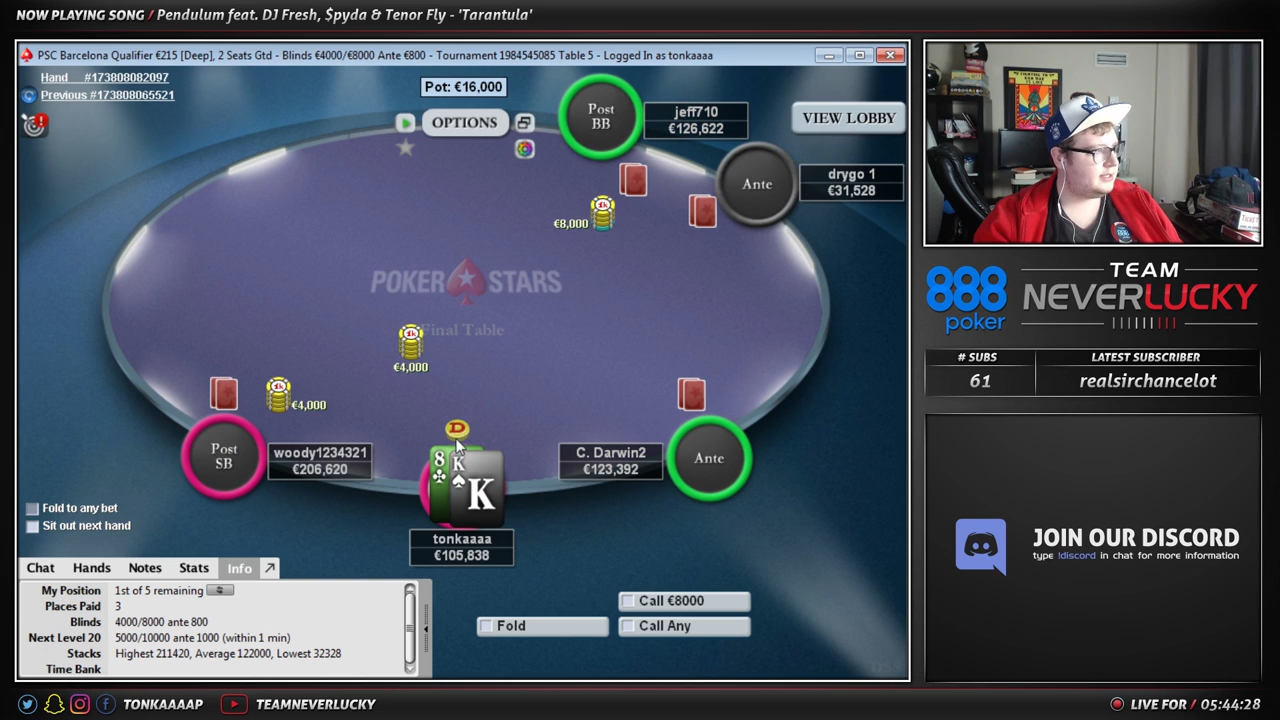 NOW PLAYING SONG / Pendulum feat. DJ Fresh, $pyda & Tenor Fly - 'Tarantula'
PSC Barcelona Qualifier €215 [Deep], 2 Seats Gtd - Blinds €4000/€8000 Ante €800 - Tournament 1984545085 Table 5 - Logged In as tonkaaaa
Hand #173808082097
Previous #173808065521
Pot: €16,000
OPTIONS
Post BB
jeff710
€126,622
VIEW LOBBY
Ante
drygo 1
€31,528
€8,000
POKER STARS
Final Table
€4,000
€4,000
Post SB
woody1234321
€206,620
D
8
K
K
tonkaaaa
€105,838
C. Darwin2
€123,392
Ante
Fold to any bet
Sit out next hand
Chat Hands Notes Stats Info
My Position 1st of 5 remaining
Places Paid 3
Blinds 4000/8000 ante 800
Next Level 20 5000/10000 ante 1000 (within 1 min)
Stacks Highest 211420, Average 122000, Lowest 32328
Time Bank
Call €8000
Fold
Call Any
888 poker
TEAM
NEVERLUCKY
# SUBS
61
LATEST SUBSCRIBER
realsirchancelot
JOIN OUR DISCORD
type !discord in chat for more information
TONKAAAAP
TEAMNEVERLUCKY
LIVE FOR / 05:44:28